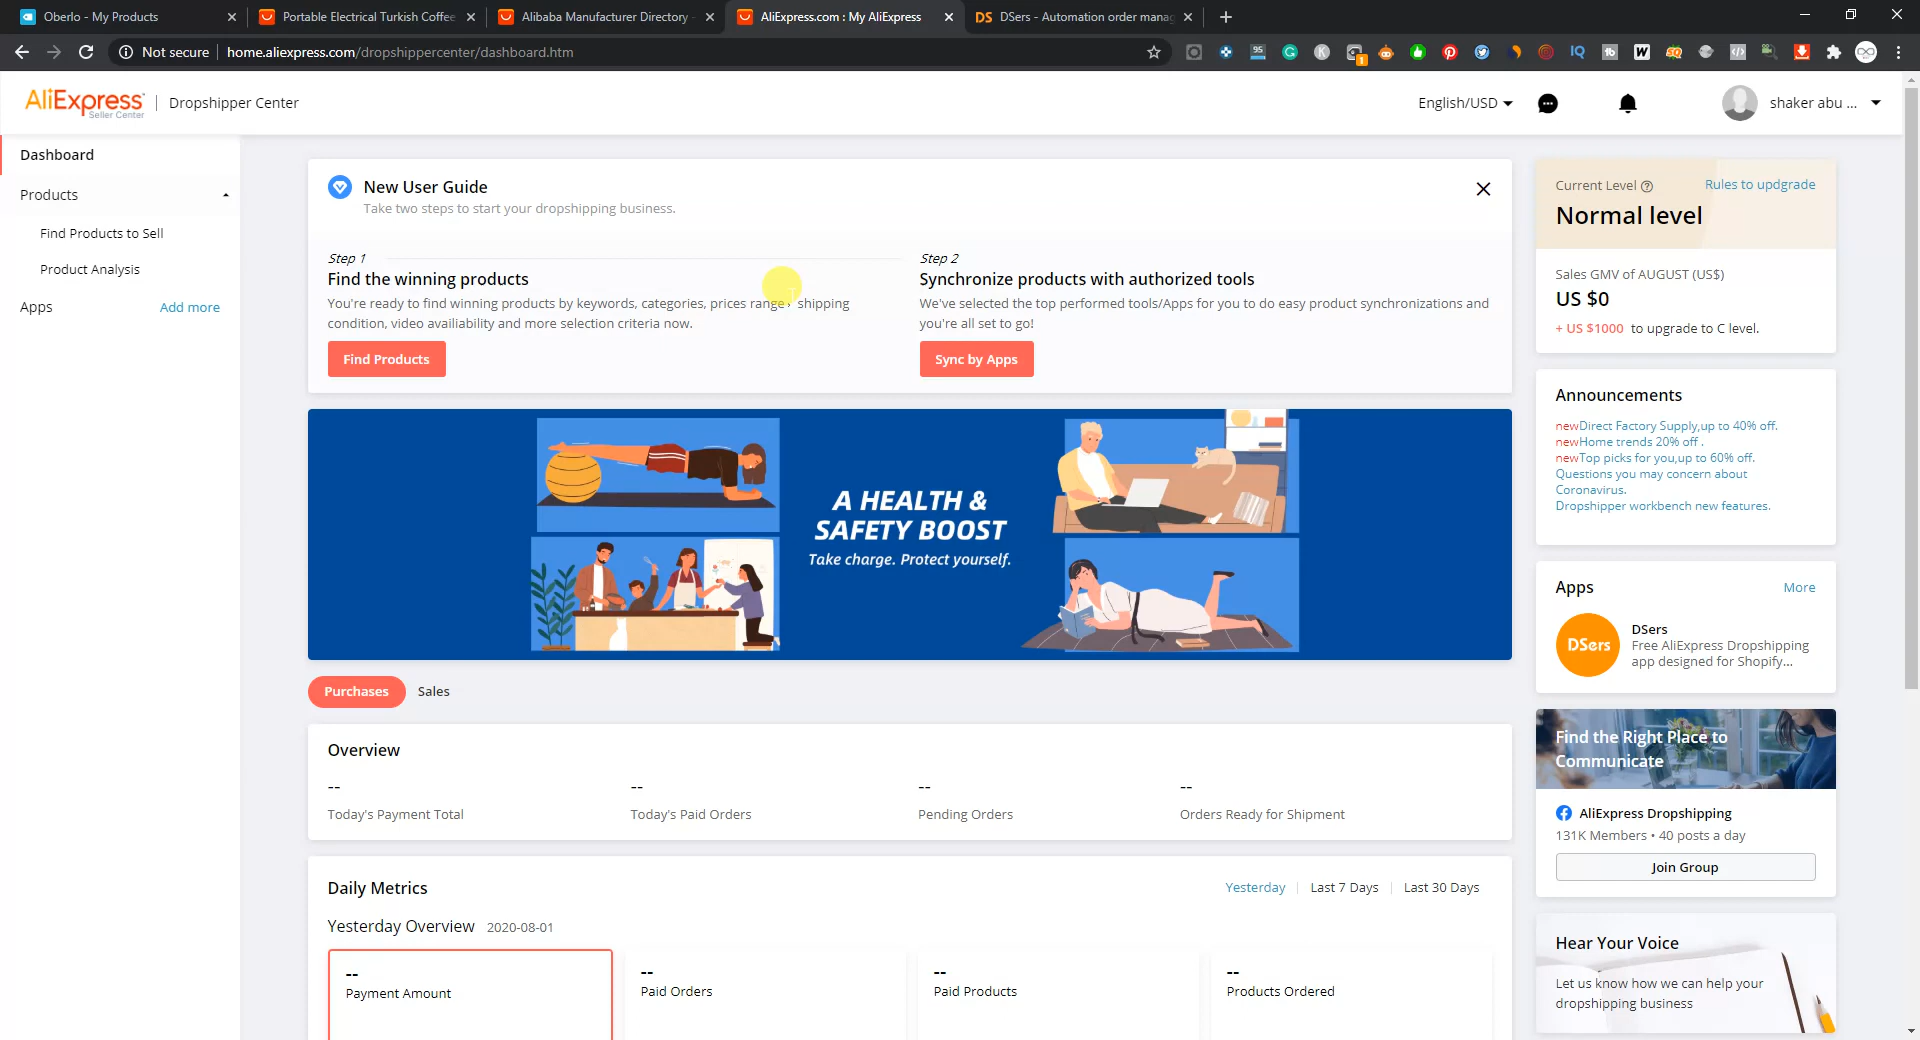 Oberlo - My Products
Portable Electrical Turkish Coffee
Alibaba Manufacturer Directory -
AliExpress.com : My AliExpress
DS
DSers - Automation order manag
Not secure
home.aliexpress.com/dropshippercenter/dashboard.htm
95
1
AliExpress
Seller Center
Dropshipper Center
English/USD
shaker abu ...
Dashboard
Products
Find Products to Sell
Product Analysis
Apps
Add more
New User Guide
Take two steps to start your dropshipping business.
Step 1
Find the winning products
You're ready to find winning products by keywords, categories, prices range, shipping
condition, video availiability and more selection criteria now.
Find Products
Step 2
Synchronize products with authorized tools
We've selected the top performed tools/Apps for you to do easy product synchronizations and
you're all set to go!
Sync by Apps
A HEALTH &
SAFETY BOOST
Take charge. Protect yourself.
Purchases
Sales
Overview
--
Today's Payment Total
--
Today's Paid Orders
--
Pending Orders
--
Orders Ready for Shipment
Daily Metrics
Yesterday
Last 7 Days
Last 30 Days
Yesterday Overview 2020-08-01
--
Payment Amount
--
Paid Orders
--
Paid Products
--
Products Ordered
Current Level
Rules to updgrade
Normal level
Sales GMV of AUGUST (US$)
US $0
+ US $1000 to upgrade to C level.
Announcements
newDirect Factory Supply,up to 40% off.
newHome trends 20% off .
newTop picks for you,up to 60% off.
Questions you may concern about
Coronavirus.
Dropshipper workbench new features.
Apps
More
DSers
DSers
Free AliExpress Dropshipping
app designed for Shopify...
Find the Right Place to
Communicate
AliExpress Dropshipping
131K Members • 40 posts a day
Join Group
Hear Your Voice
Let us know how we can help your
dropshipping business